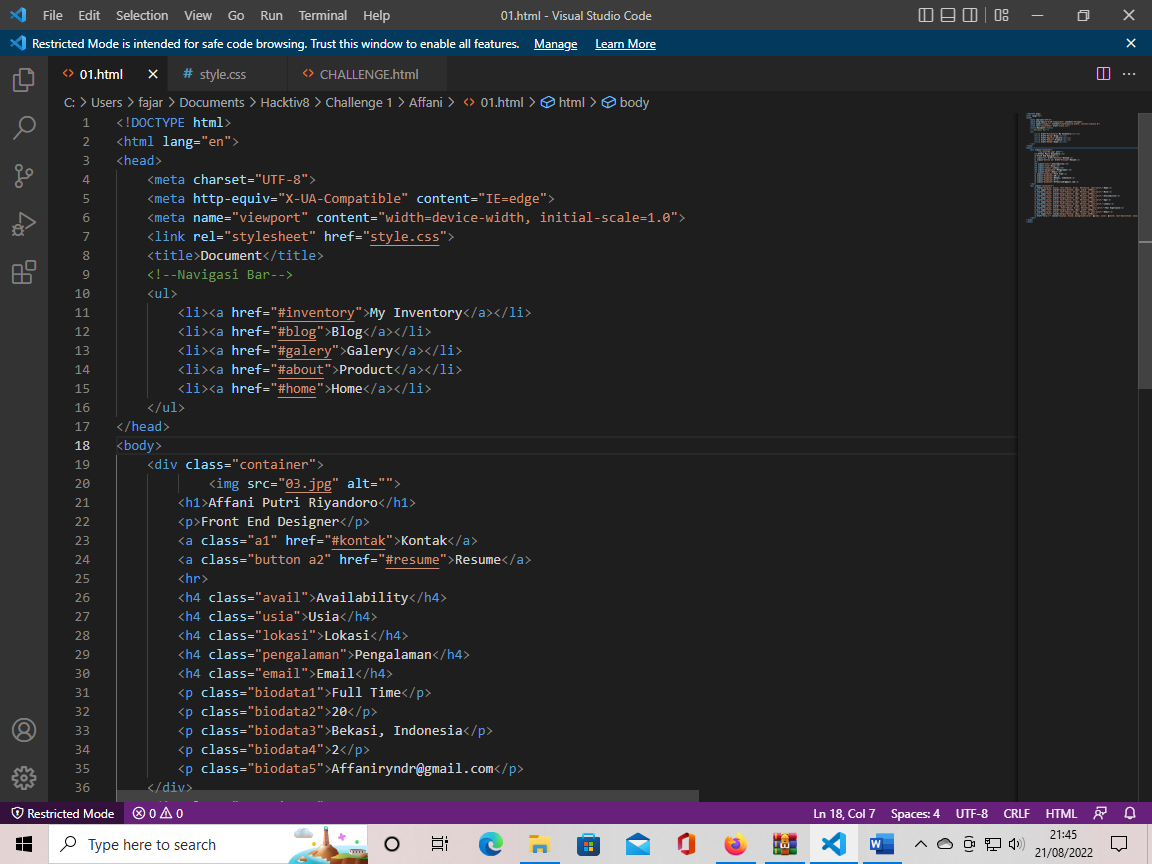 File Edit Selection View Go Run Terminal Help 01.html - Visual Studio Code
Restricted Mode is intended for safe code browsing. Trust this window to enable all features. Manage Learn More
01.html style.css CHALLENGE.html
C: > Users > fajar > Documents > Hacktiv8 > Challenge 1 > Affani > 01.html > html > body
1 <!DOCTYPE html>
2 <html lang="en">
3 <head>
4 <meta charset="UTF-8">
5 <meta http-equiv="X-UA-Compatible" content="IE=edge">
6 <meta name="viewport" content="width=device-width, initial-scale=1.0">
7 <link rel="stylesheet" href="style.css">
8 <title>Document</title>
9 <!--Navigasi Bar-->
10 <ul>
11 <li><a href="#inventory">My Inventory</a></li>
12 <li><a href="#blog">Blog</a></li>
13 <li><a href="#galery">Galery</a></li>
14 <li><a href="#about">Product</a></li>
15 <li><a href="#home">Home</a></li>
16 </ul>
17 </head>
18 <body>
19 <div class="container">
20 <img src="03.jpg" alt="">
21 <h1>Affani Putri Riyandoro</h1>
22 <p>Front End Designer</p>
23 <a class="a1" href="#kontak">Kontak</a>
24 <a class="button a2" href="#resume">Resume</a>
25 <hr>
26 <h4 class="avail">Availability</h4>
27 <h4 class="usia">Usia</h4>
28 <h4 class="lokasi">Lokasi</h4>
29 <h4 class="pengalaman">Pengalaman</h4>
30 <h4 class="email">Email</h4>
31 <p class="biodata1">Full Time</p>
32 <p class="biodata2">20</p>
33 <p class="biodata3">Bekasi, Indonesia</p>
34 <p class="biodata4">2</p>
35 <p class="biodata5">Affaniryndr@gmail.com</p>
36 </div>
Restricted Mode 0 0 Ln 18, Col 7 Spaces: 4 UTF-8 CRLF HTML
Type here to search 21:45
21/08/2022